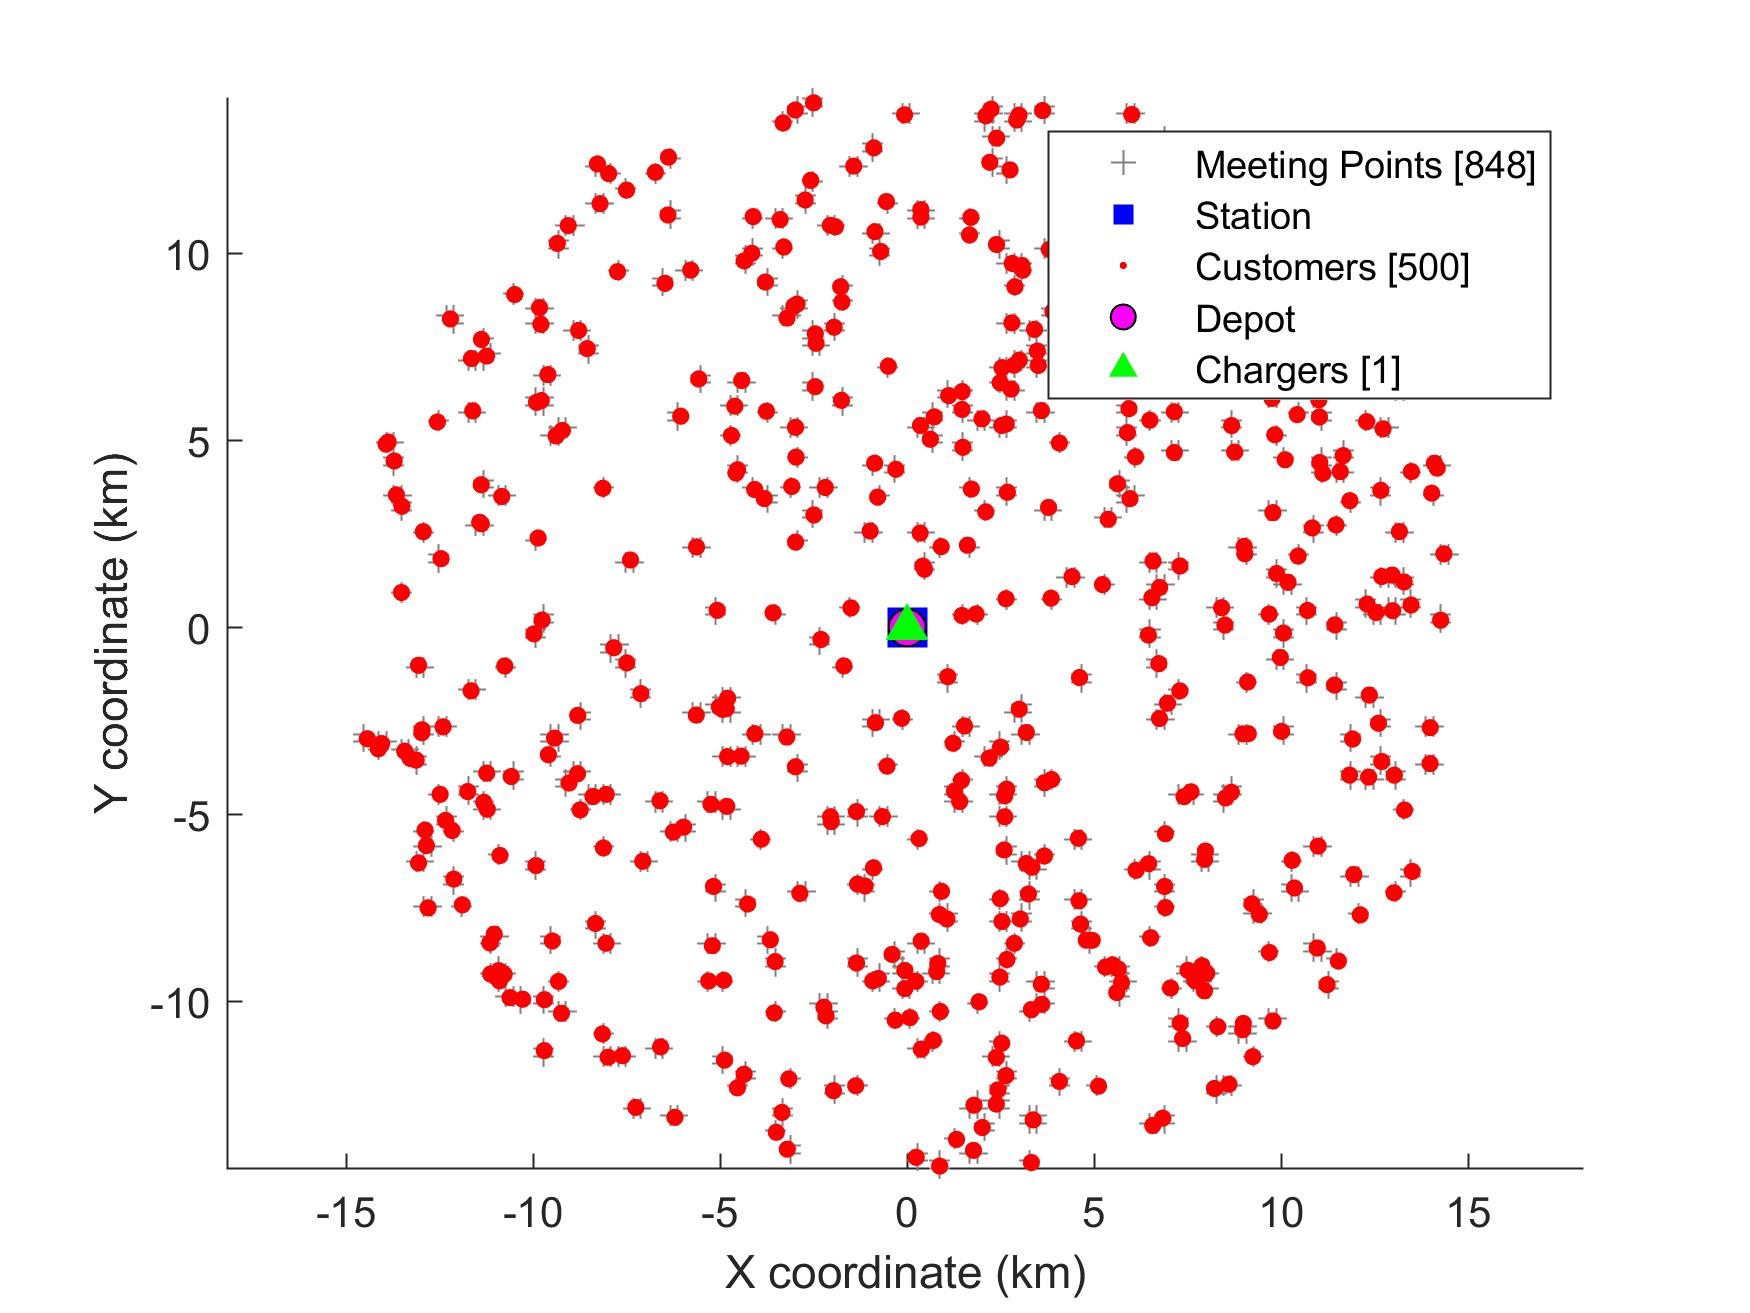 Meeting Points [848]
Station
Customers [500]
Depot
Chargers [1]
10
5
0
-5
-10
Y coordinate (km)
-15 -10 -5 0 5 10 15
X coordinate (km)